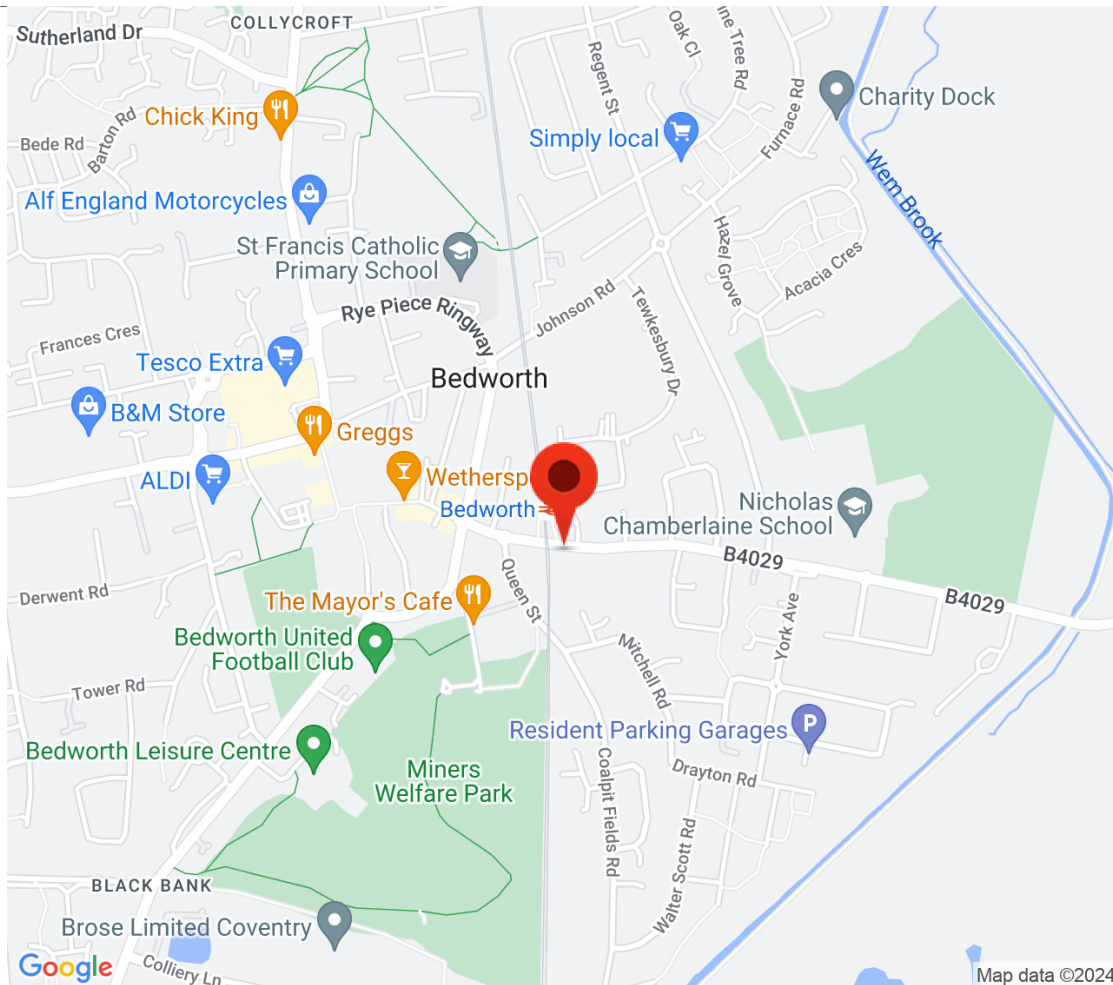 COLLYCROFT
Sutherland Dr
Oak Cl
ine Tree Rd
Regent St
Furnace Rd
Charity Dock
Chick King
Barton Rd
Bede Rd
Simply local
Wem Brook
Alf England Motorcycles
St Francis Catholic
Primary School
Hazel Grove
Acacia Cres
Rye Piece Ringway
Johnson Rd
Tewkesbury Dr
Frances Cres
Tesco Extra
Bedworth
B&M Store
Greggs
ALDI
Wethersp
Bedworth
Nicholas
Chamberlaine School
B4029
B4029
Queen St
Derwent Rd
The Mayor's Cafe
York Ave
Bedworth United
Football Club
Nitchell Rd
Tower Rd
Resident Parking Garages
P
Bedworth Leisure Centre
Miners
Welfare Park
Coalpit Fields Rd
Drayton Rd
Walter Scott Rd
BLACK BANK
Brose Limited Coventry
Colliery Ln
Google
Map data ©2024